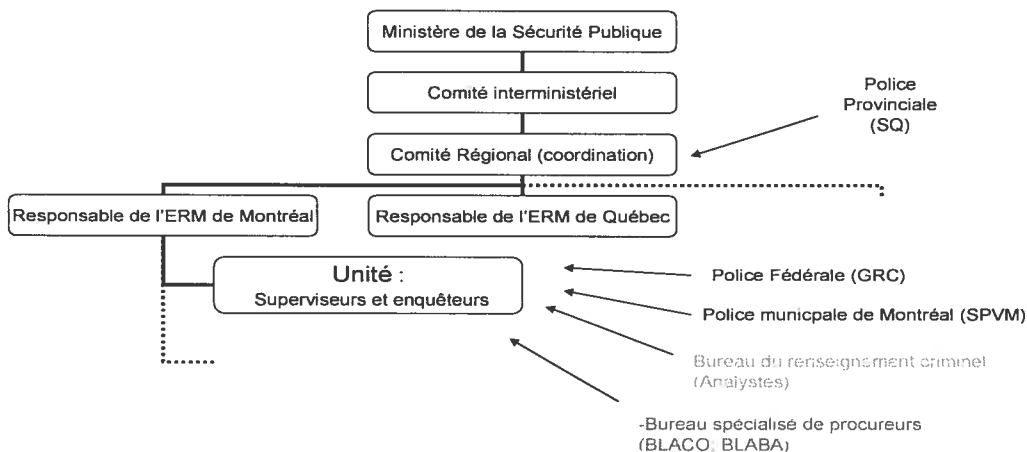 Ministère de la Sécurité Publique
Comité interministériel
Police
Provinciale
(SQ)
Comité Régional (coordination)
Responsable de l'ERM de Montréal
Responsable de l'ERM de Québec
Unité :
Superviseurs et enquêteurs
Police Fédérale (GRC)
Police municpale de Montréal (SPVM)
Bureau du renseignement criminel
(Analystes)
-Bureau spécialisé de procureurs
(BLACO; BLABA)